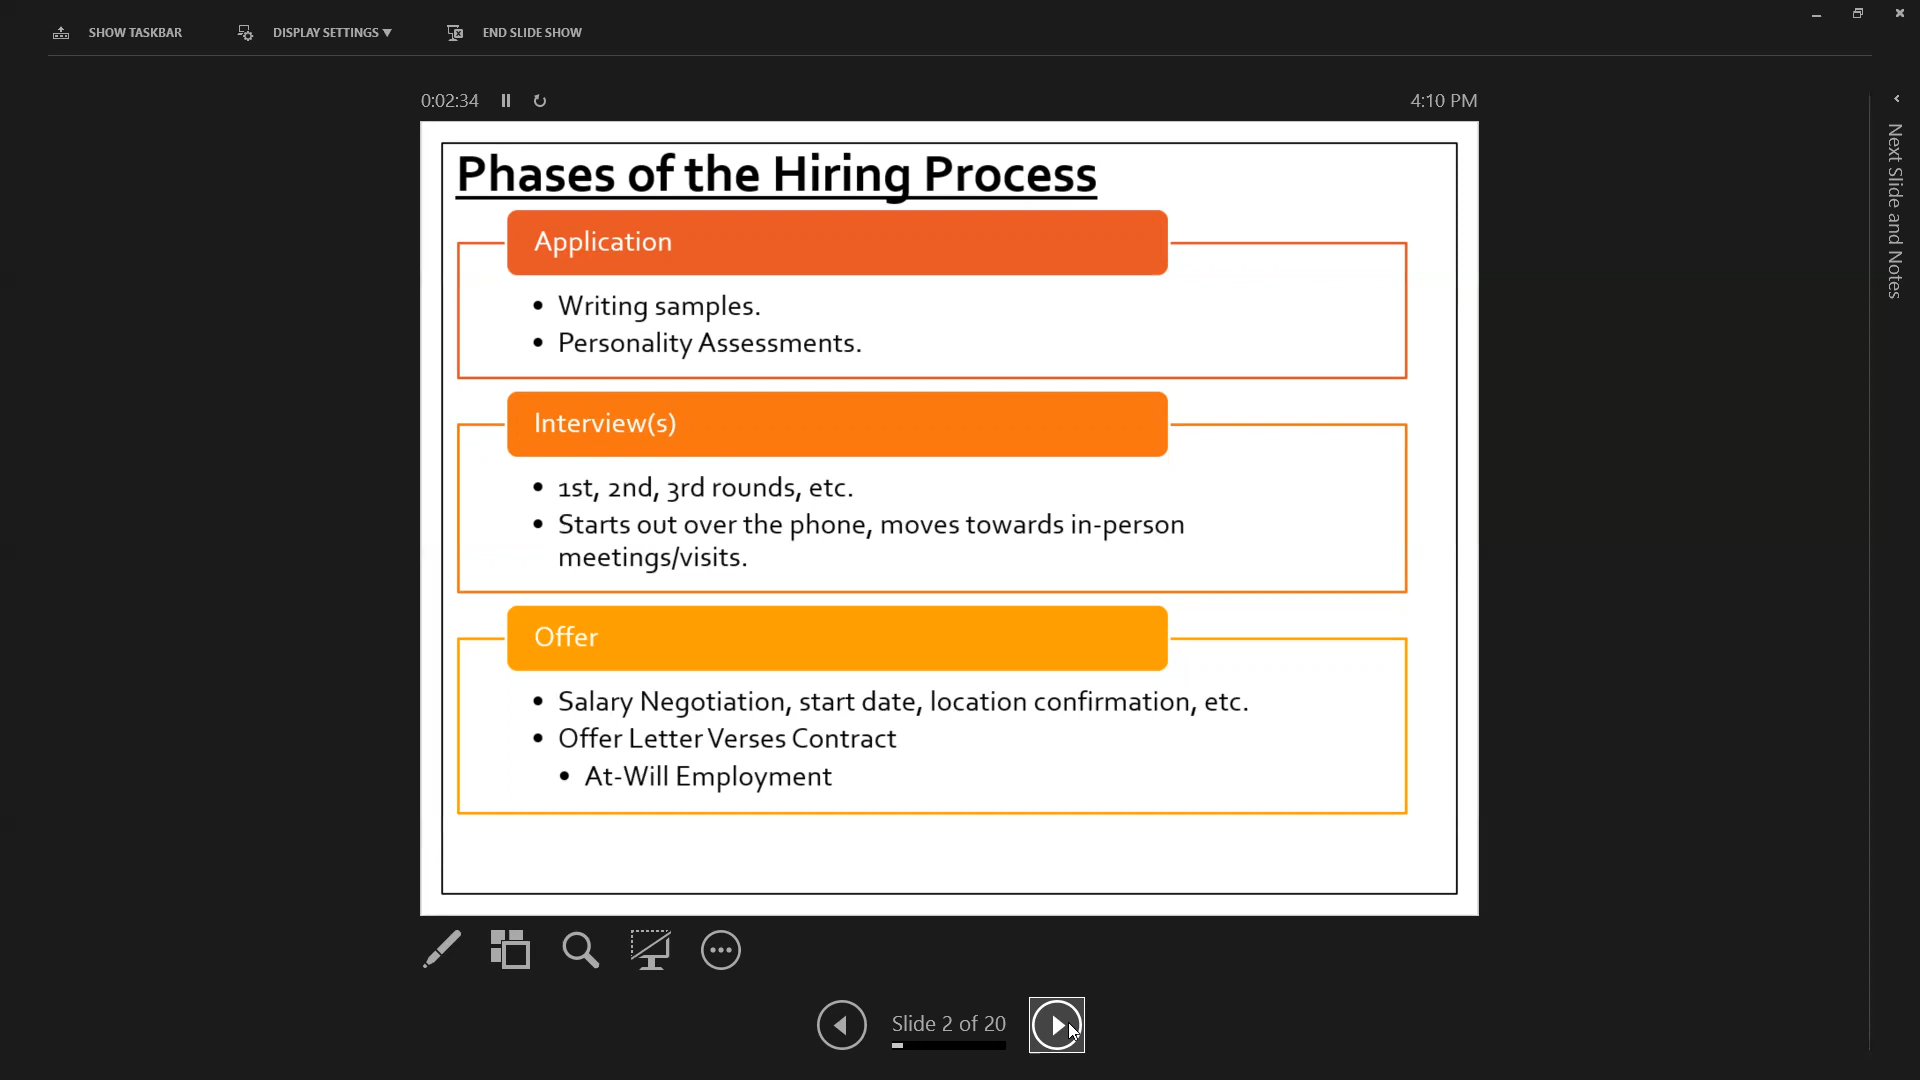 SHOW TASKBAR
DISPLAY SETTINGS ▼
END SLIDE SHOW
0:02:34
4:10 PM
Phases of the Hiring Process
Application
• Writing samples.
• Personality Assessments.
Interview(s)
• 1st, 2nd, 3rd rounds, etc.
• Starts out over the phone, moves towards in-person
meetings/visits.
Offer
• Salary Negotiation, start date, location confirmation, etc.
• Offer Letter Verses Contract
• At-Will Employment
Slide 2 of 20
Next Slide and Notes